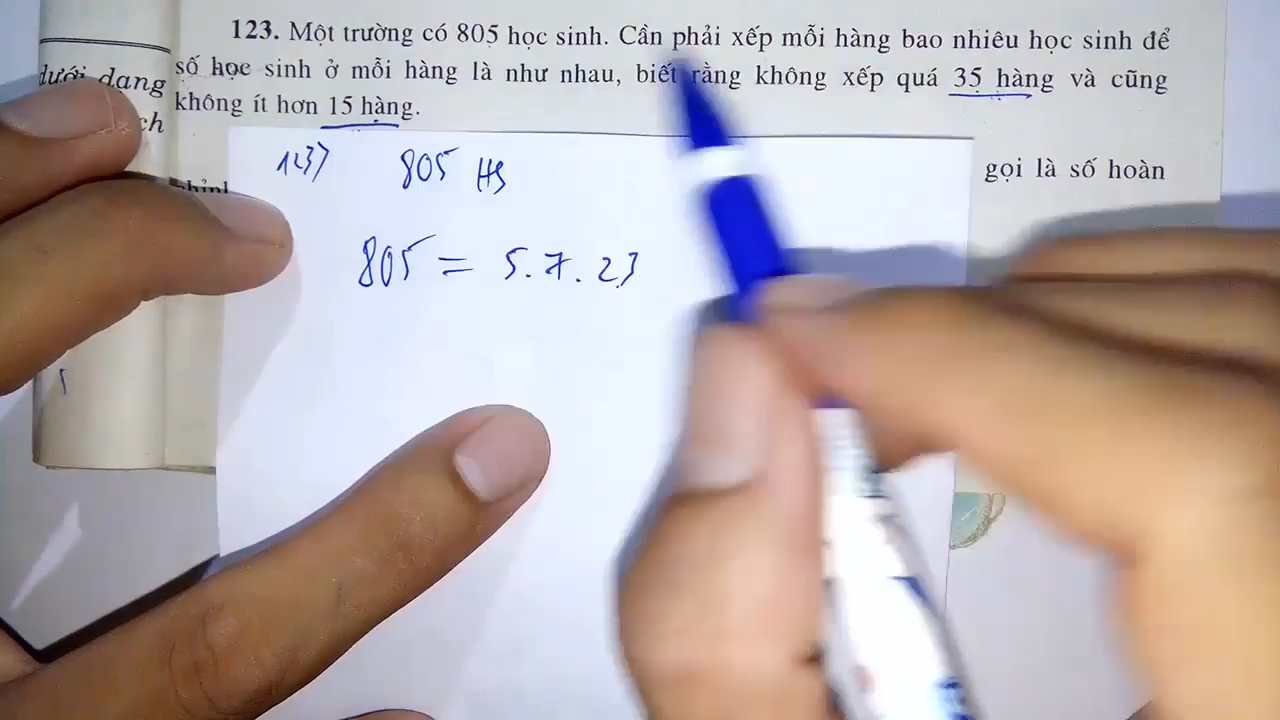 123. Một trường có 805 học sinh. Cần phải xếp mỗi hàng bao nhiêu học sinh để
số học sinh ở mỗi hàng là như nhau, biết rằng không xếp quá 35 hàng và cũng
không ít hơn 15 hàng.
dưới dạng
ch
gọi là số hoàn
123) 805 HS
805 = 5.7.23